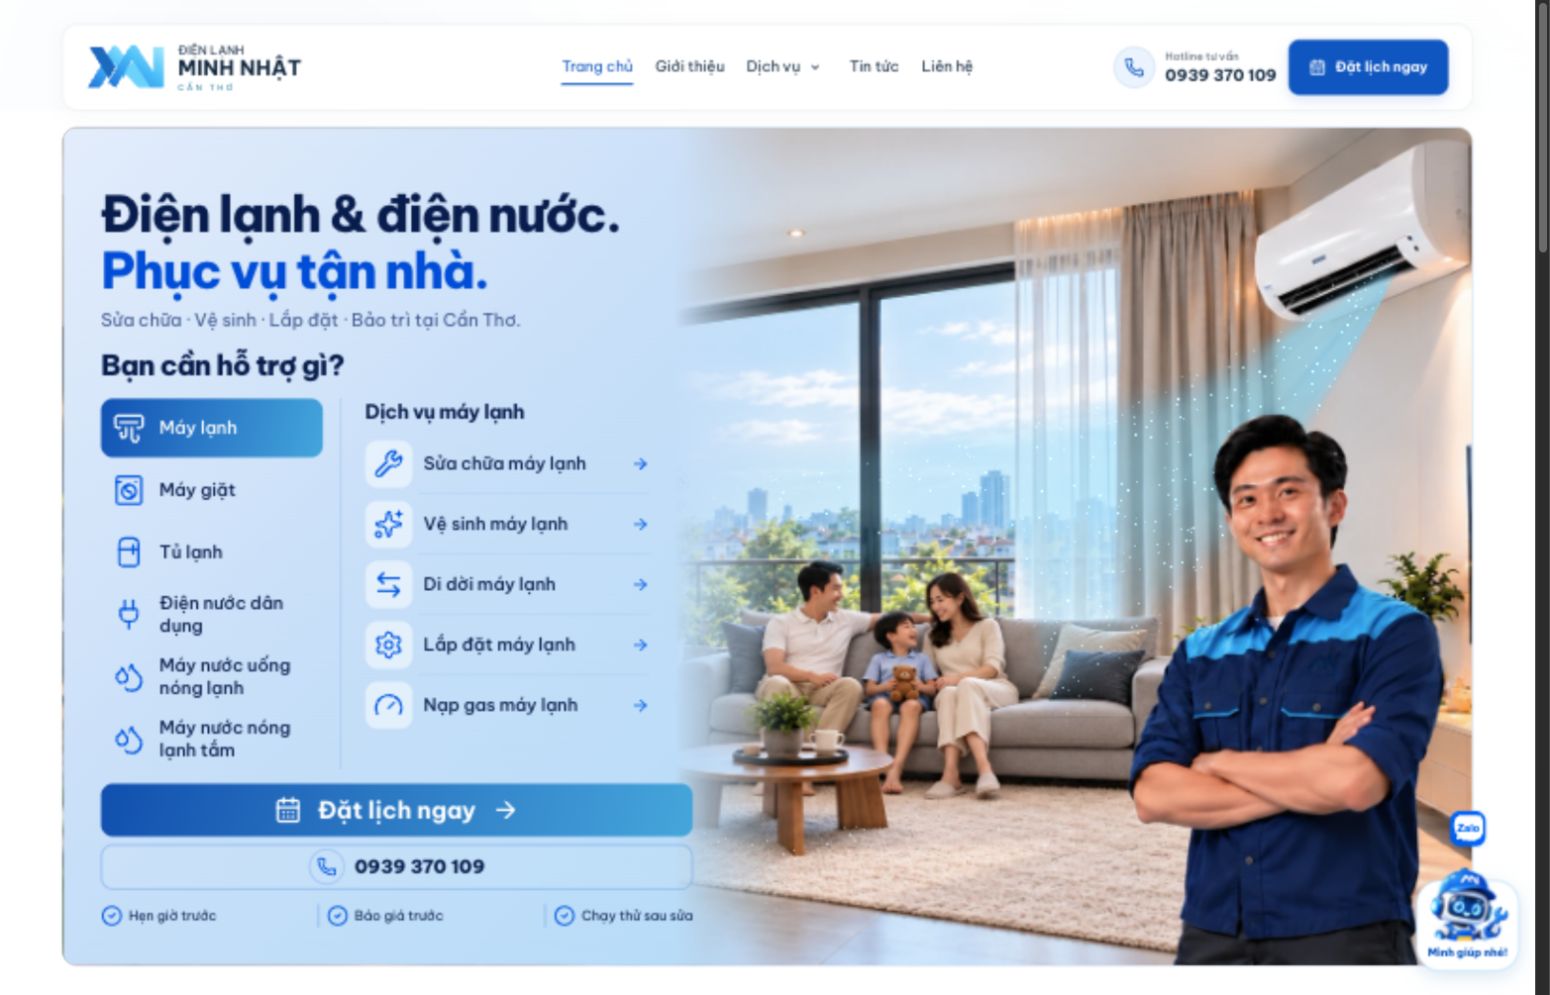 ĐIỆN LẠNH
MINH NHẬT
CẦN THƠ
Trang chủ
Giới thiệu
Dịch vụ
Tin tức
Liên hệ
Hotline tư vấn
0939 370 109
Đặt lịch ngay
Điện lạnh & điện nước.
Phục vụ tận nhà.
Sửa chữa · Vệ sinh · Lắp đặt · Bảo trì tại Cần Thơ.
Bạn cần hỗ trợ gì?
Máy lạnh
Máy giặt
Tủ lạnh
Điện nước dân
dụng
Máy nước uống
nóng lạnh
Máy nước nóng
lạnh tắm
Dịch vụ máy lạnh
Sửa chữa máy lạnh
Vệ sinh máy lạnh
Di dời máy lạnh
Lắp đặt máy lạnh
Nạp gas máy lạnh
Đặt lịch ngay
0939 370 109
Hẹn giờ trước
Báo giá trước
Chạy thử sau sửa
Zalo
Minh giúp nhé!